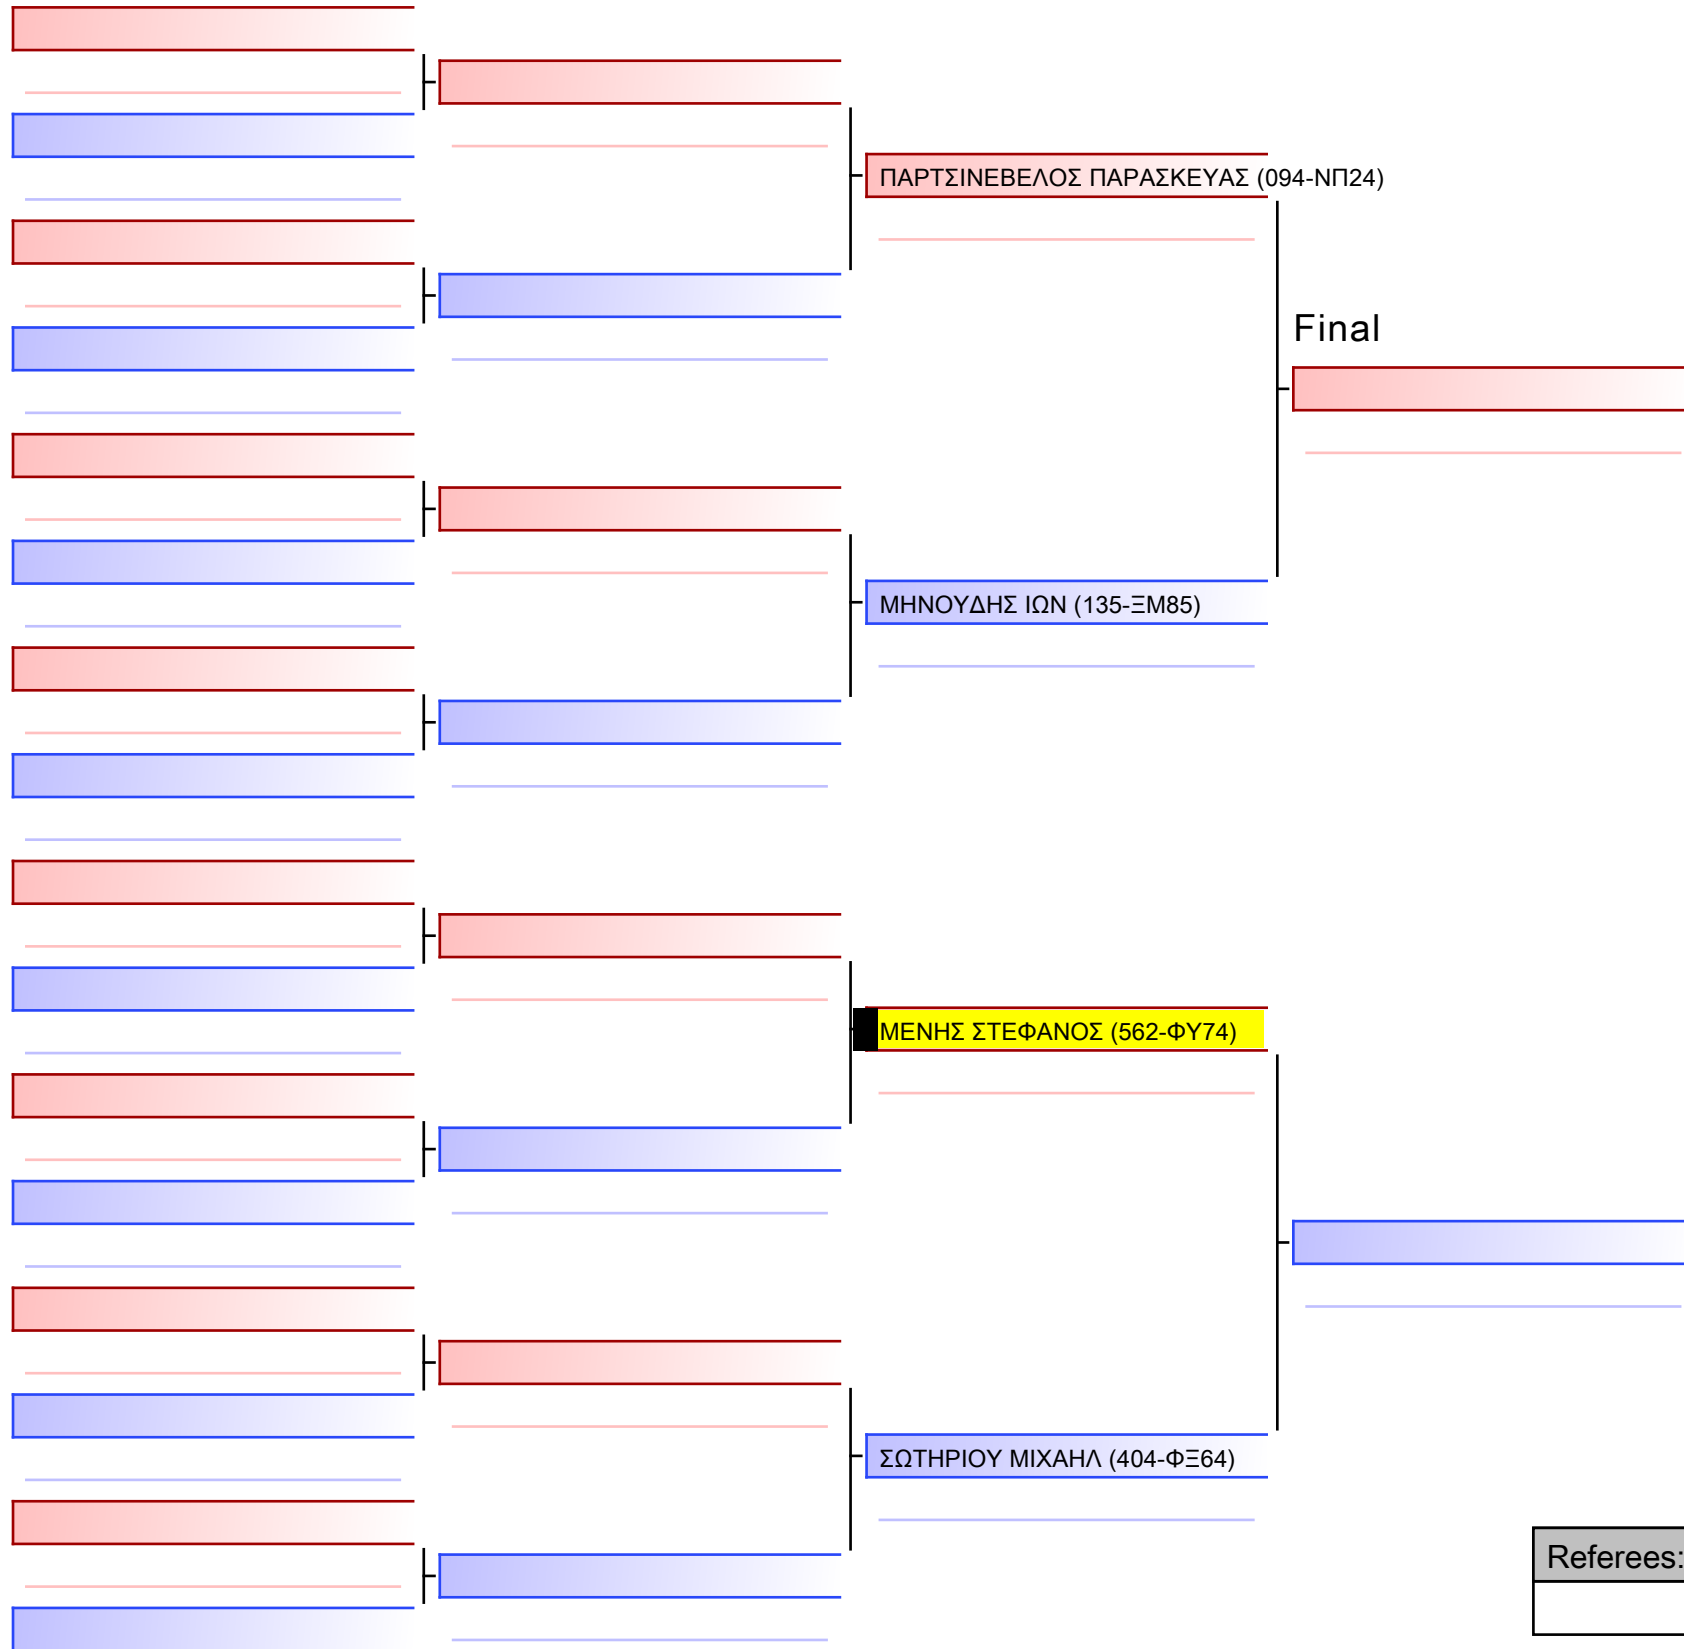 ΠΑΡΤΣΙΝΕΒΕΛΟΣ ΠΑΡΑΣΚΕΥΑΣ (094-ΝΠ24)
Final
ΜΗΝΟΥΔΗΣ ΙΩΝ (135-ΞΜ85)
ΜΕΝΗΣ ΣΤΕΦΑΝΟΣ (562-ΦΥ74)
ΣΩΤΗΡΙΟΥ ΜΙΧΑΗΛ (404-ΦΞ64)
Referees: